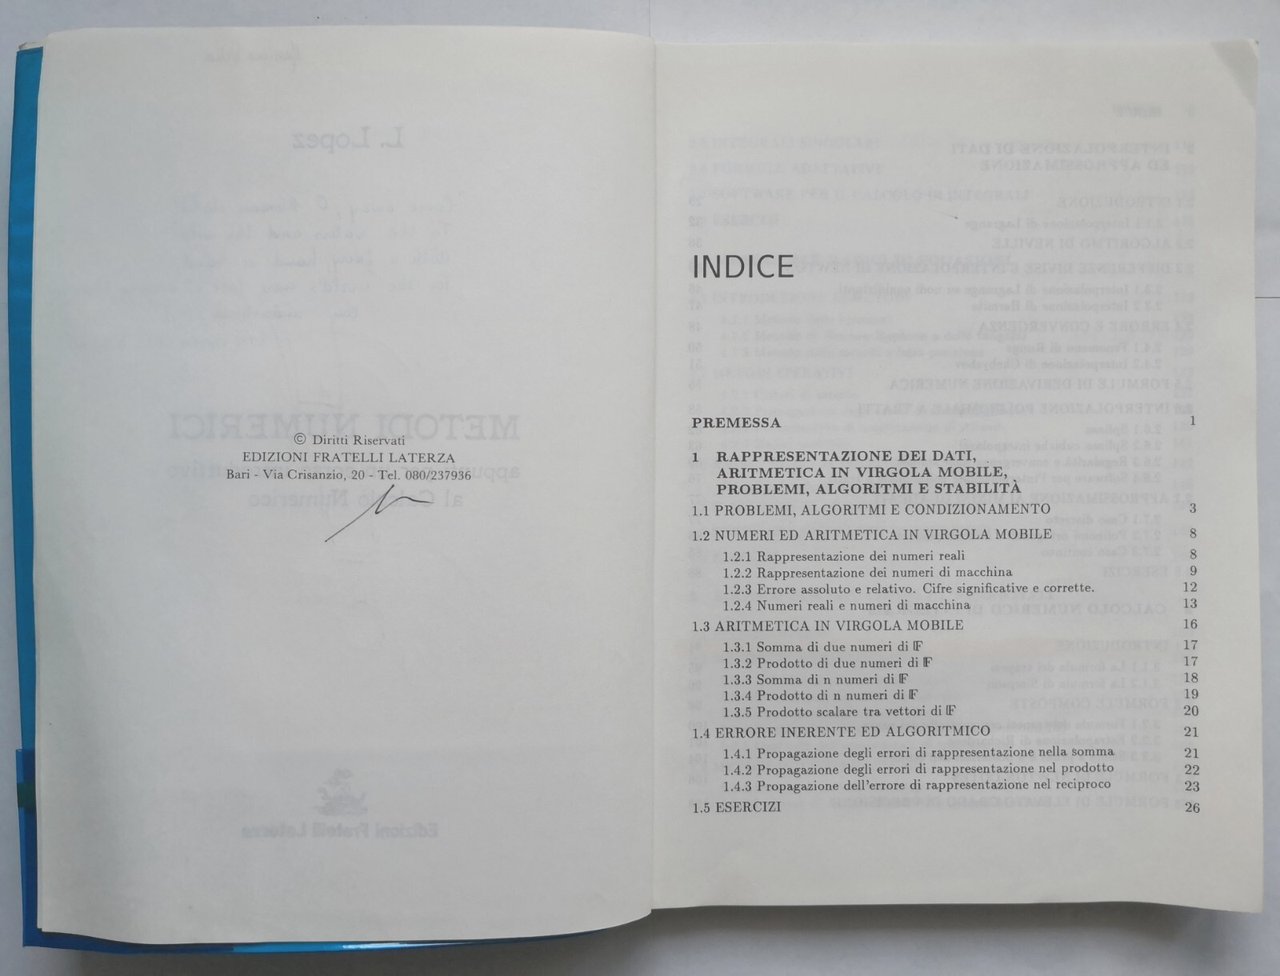 © Diritti Riservati
EDIZIONI FRATELLI LATERZA
Bari - Via Crisanzio, 20 - Tel. 080/237936
INDICE
PREMESSA 1
1 RAPPRESENTAZIONE DEI DATI,
ARITMETICA IN VIRGOLA MOBILE,
PROBLEMI, ALGORITMI E STABILITÀ
1.1 PROBLEMI, ALGORITMI E CONDIZIONAMENTO 3
1.2 NUMERI ED ARITMETICA IN VIRGOLA MOBILE 8
1.2.1 Rappresentazione dei numeri reali 8
1.2.2 Rappresentazione dei numeri di macchina 9
1.2.3 Errore assoluto e relativo. Cifre significative e corrette. 12
1.2.4 Numeri reali e numeri di macchina 13
1.3 ARITMETICA IN VIRGOLA MOBILE 16
1.3.1 Somma di due numeri di 𝔽 17
1.3.2 Prodotto di due numeri di 𝔽 17
1.3.3 Somma di n numeri di 𝔽 18
1.3.4 Prodotto di n numeri di 𝔽 19
1.3.5 Prodotto scalare tra vettori di 𝔽 20
1.4 ERRORE INERENTE ED ALGORITMICO 21
1.4.1 Propagazione degli errori di rappresentazione nella somma 21
1.4.2 Propagazione degli errori di rappresentazione nel prodotto 22
1.4.3 Propagazione dell'errore di rappresentazione nel reciproco 23
1.5 ESERCIZI 26